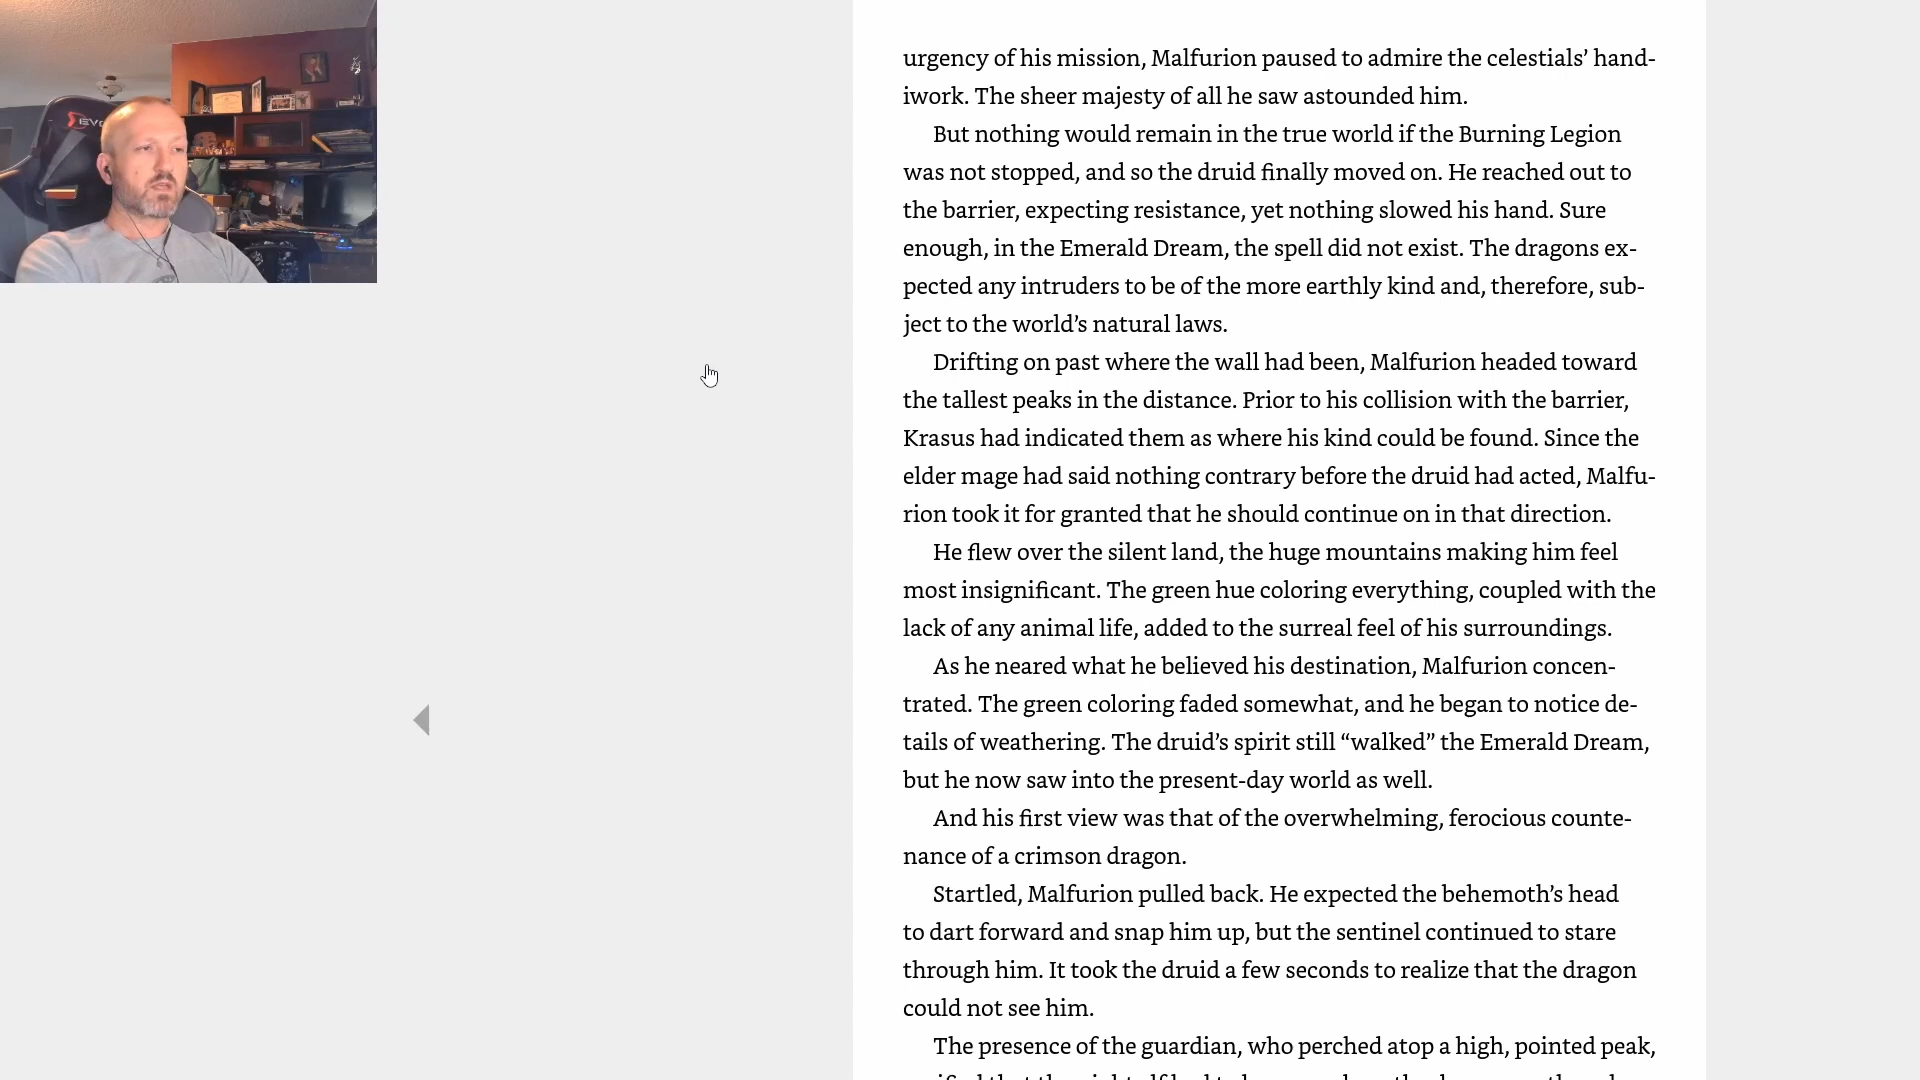 urgency of his mission, Malfurion paused to admire the celestials’ hand-
iwork. The sheer majesty of all he saw astounded him.
But nothing would remain in the true world if the Burning Legion
was not stopped, and so the druid finally moved on. He reached out to
the barrier, expecting resistance, yet nothing slowed his hand. Sure
enough, in the Emerald Dream, the spell did not exist. The dragons ex-
pected any intruders to be of the more earthly kind and, therefore, sub-
ject to the world’s natural laws.
Drifting on past where the wall had been, Malfurion headed toward
the tallest peaks in the distance. Prior to his collision with the barrier,
Krasus had indicated them as where his kind could be found. Since the
elder mage had said nothing contrary before the druid had acted, Malfu-
rion took it for granted that he should continue on in that direction.
He flew over the silent land, the huge mountains making him feel
most insignificant. The green hue coloring everything, coupled with the
lack of any animal life, added to the surreal feel of his surroundings.
As he neared what he believed his destination, Malfurion concen-
trated. The green coloring faded somewhat, and he began to notice de-
tails of weathering. The druid’s spirit still “walked” the Emerald Dream,
but he now saw into the present-day world as well.
And his first view was that of the overwhelming, ferocious counte-
nance of a crimson dragon.
Startled, Malfurion pulled back. He expected the behemoth’s head
to dart forward and snap him up, but the sentinel continued to stare
through him. It took the druid a few seconds to realize that the dragon
could not see him.
The presence of the guardian, who perched atop a high, pointed peak,